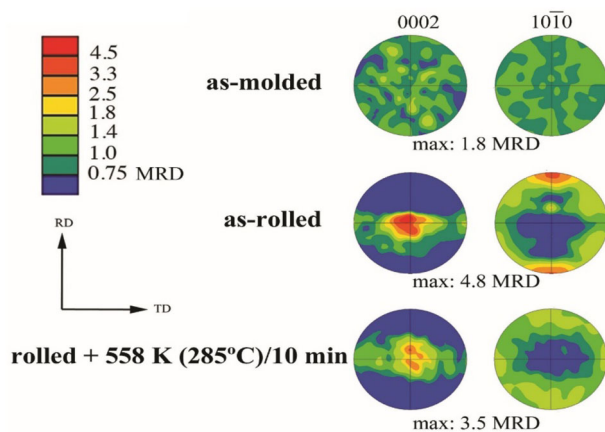 0002 101̅0
4.5
3.3
2.5
1.8
1.4
1.0
0.75 MRD
as-molded
max: 1.8 MRD
as-rolled
max: 4.8 MRD
RD
TD
rolled + 558 K (285ºC)/10 min
max: 3.5 MRD